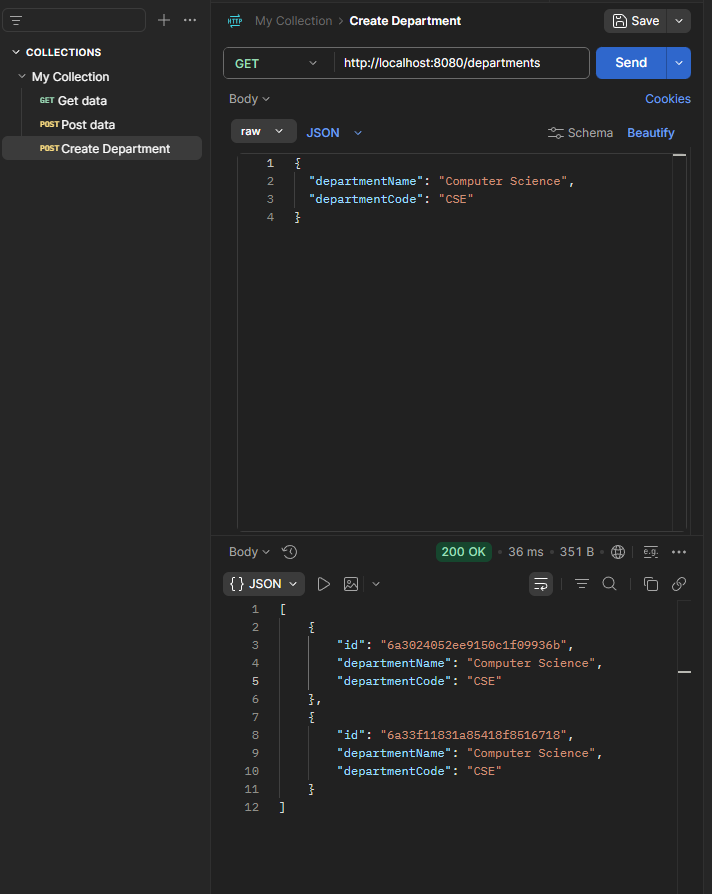 My Collection > Create Department
Save
COLLECTIONS
My Collection
GET Get data
POST Post data
POST Create Department
GET
http://localhost:8080/departments
Send
Body
Cookies
raw
JSON
Schema
Beautify
1 {
2 "departmentName": "Computer Science",
3 "departmentCode": "CSE"
4 }
Body
200 OK • 36 ms • 351 B
e.g.
{} JSON
1 [
2 {
3 "id": "6a3024052ee9150c1f09936b",
4 "departmentName": "Computer Science",
5 "departmentCode": "CSE"
6 },
7 {
8 "id": "6a33f11831a85418f8516718",
9 "departmentName": "Computer Science",
10 "departmentCode": "CSE"
11 }
12 ]